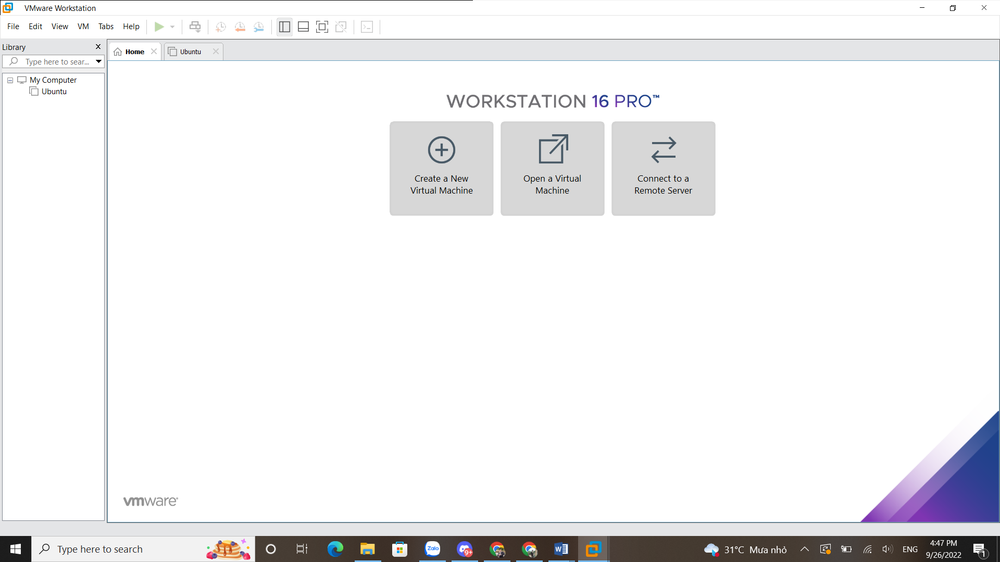 VMware Workstation
File Edit View VM Tabs Help
Library
Home
Ubuntu
Type here to sear...
My Computer
Ubuntu
WORKSTATION 16 PRO™
Create a New
Virtual Machine
Open a Virtual
Machine
Connect to a
Remote Server
vmware®
Type here to search
Zalo
9+
31°C Mưa nhỏ
ENG
4:47 PM
9/26/2022
1